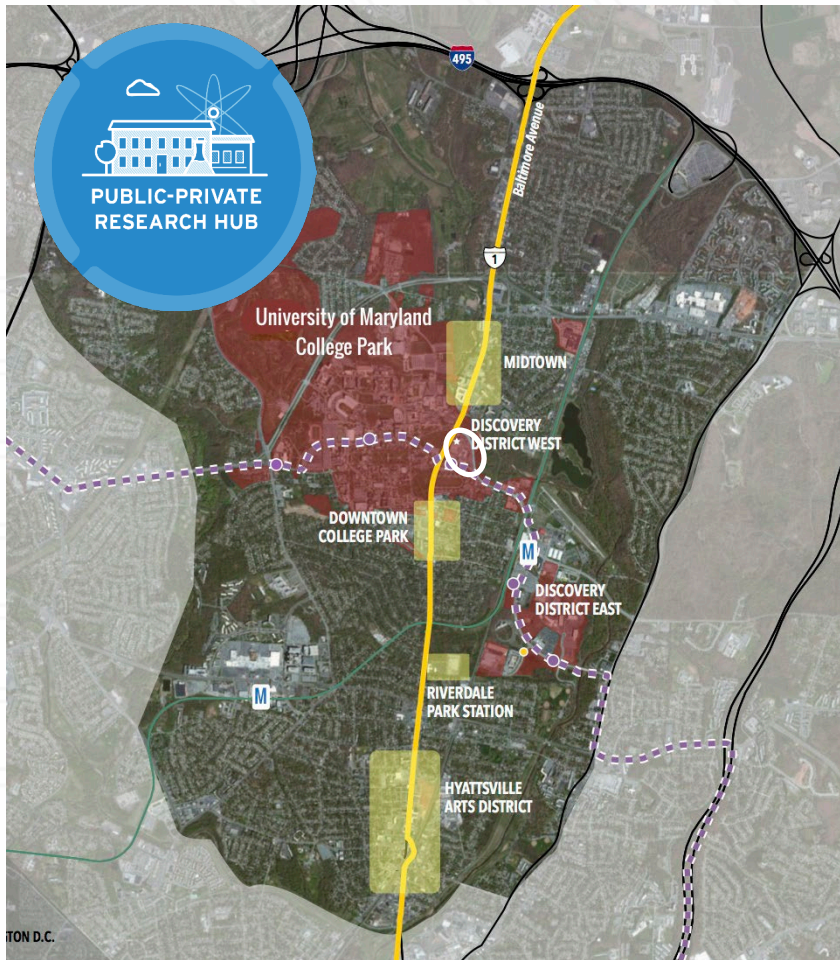 495
Baltimore Avenue
PUBLIC-PRIVATE
RESEARCH HUB
1
University of Maryland
College Park
MIDTOWN
DISCOVERY
DISTRICT WEST
DOWNTOWN
COLLEGE PARK
M
DISCOVERY
DISTRICT EAST
M
RIVERDALE
PARK STATION
HYATTSVILLE
ARTS DISTRICT
TON D.C.